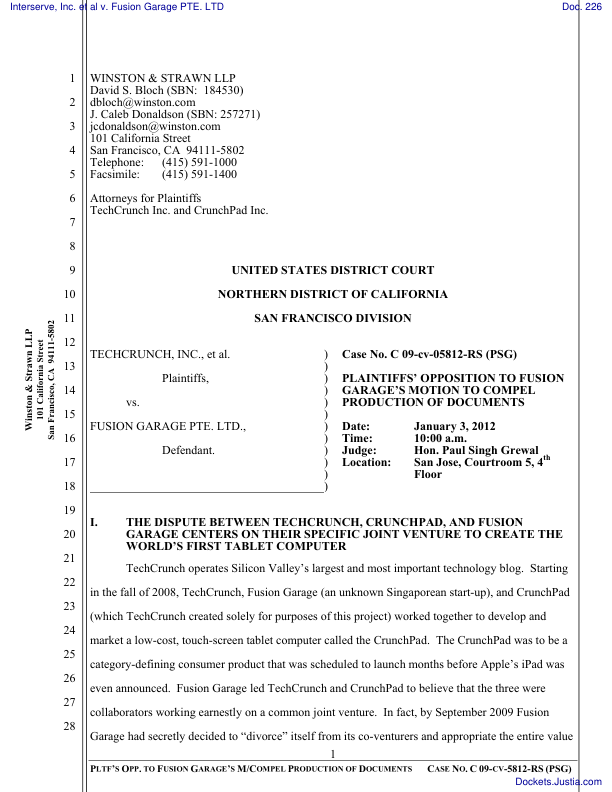 Interserve, Inc. et al v. Fusion Garage PTE. LTD
Doc. 226
1 WINSTON & STRAWN LLP
David S. Bloch (SBN: 184530)
2 dbloch@winston.com
J. Caleb Donaldson (SBN: 257271)
3 jcdonaldson@winston.com
101 California Street
4 San Francisco, CA 94111-5802
Telephone: (415) 591-1000
5 Facsimile: (415) 591-1400
6 Attorneys for Plaintiffs
TechCrunch Inc. and CrunchPad Inc.
7
8
9 UNITED STATES DISTRICT COURT
10 NORTHERN DISTRICT OF CALIFORNIA
11 SAN FRANCISCO DIVISION
12
TECHCRUNCH, INC., et al. ) Case No. C 09-cv-05812-RS (PSG)
13 )
Plaintiffs, ) PLAINTIFFS' OPPOSITION TO FUSION
14 ) GARAGE'S MOTION TO COMPEL
vs. ) PRODUCTION OF DOCUMENTS
15 )
FUSION GARAGE PTE. LTD., ) Date: January 3, 2012
16 ) Time: 10:00 a.m.
Defendant. ) Judge: Hon. Paul Singh Grewal
17 ) Location: San Jose, Courtroom 5, 4th
) Floor
18 )
19
I. THE DISPUTE BETWEEN TECHCRUNCH, CRUNCHPAD, AND FUSION
20 GARAGE CENTERS ON THEIR SPECIFIC JOINT VENTURE TO CREATE THE
WORLD'S FIRST TABLET COMPUTER
21
TechCrunch operates Silicon Valley's largest and most important technology blog. Starting
22
in the fall of 2008, TechCrunch, Fusion Garage (an unknown Singaporean start-up), and CrunchPad
23
(which TechCrunch created solely for purposes of this project) worked together to develop and
24
market a low-cost, touch-screen tablet computer called the CrunchPad. The CrunchPad was to be a
25
category-defining consumer product that was scheduled to launch months before Apple's iPad was
26
even announced. Fusion Garage led TechCrunch and CrunchPad to believe that the three were
27
collaborators working earnestly on a common joint venture. In fact, by September 2009 Fusion
28
Garage had secretly decided to "divorce" itself from its co-venturers and appropriate the entire value
Winston & Strawn LLP
101 California Street
San Francisco, CA 94111-5802
1
PLTF'S OPP. TO FUSION GARAGE'S M/COMPEL PRODUCTION OF DOCUMENTS CASE NO. C 09-CV-5812-RS (PSG)
Dockets.Justia.com